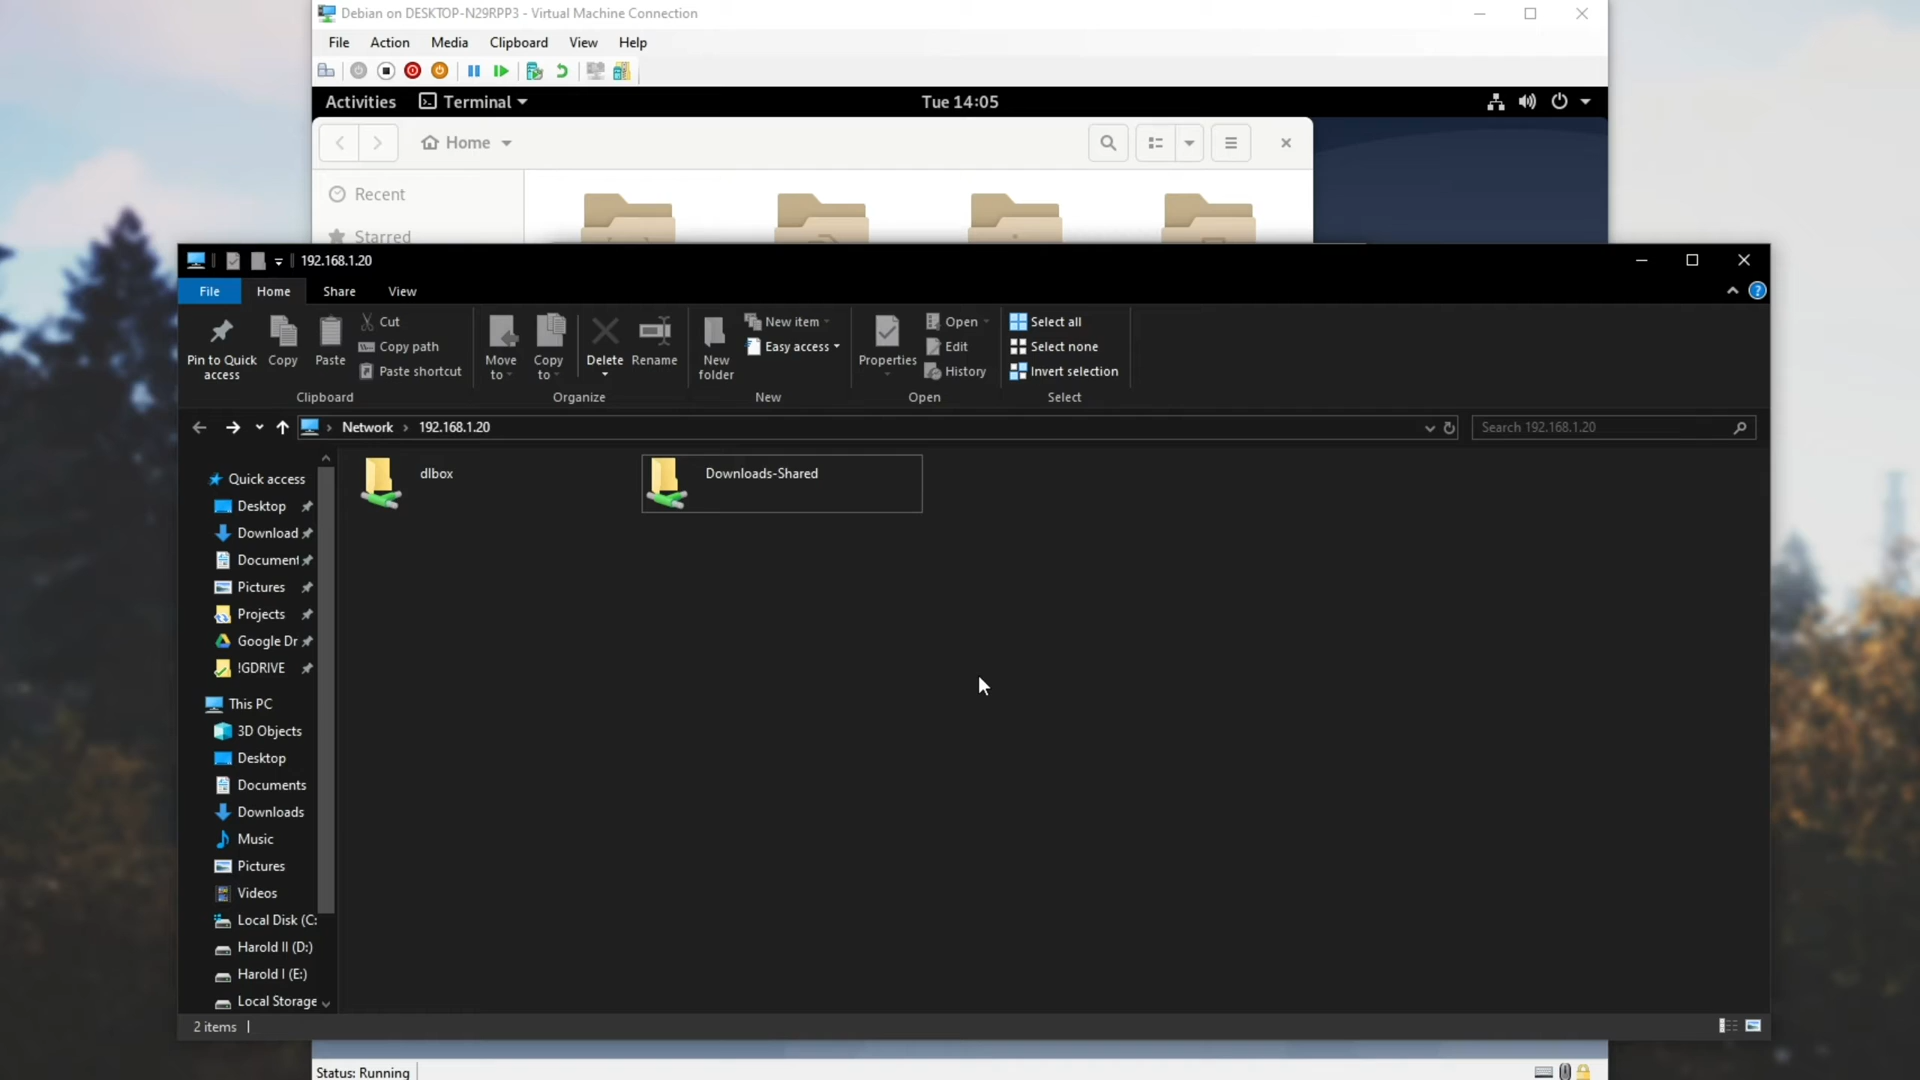 Debian on DESKTOP-N29RPP3 - Virtual Machine Connection
File Action Media Clipboard View Help
Activities Terminal Tue 14:05
Home
Recent
Starred
192.168.1.20
File Home Share View
Pin to Quick access
Copy
Paste
Cut
Copy path
Paste shortcut
Clipboard
Move to
Copy to
Delete
Rename
Organize
New folder
New item
Easy access
New
Properties
Open
Edit
History
Open
Select all
Select none
Invert selection
Select
Network > 192.168.1.20
Search 192.168.1.20
Quick access
Desktop
Download
Document
Pictures
Projects
Google Dr
!GDRIVE
This PC
3D Objects
Desktop
Documents
Downloads
Music
Pictures
Videos
Local Disk (C:
Harold II (D:)
Harold I (E:)
Local Storage
dlbox
Downloads-Shared
2 items
Status: Running